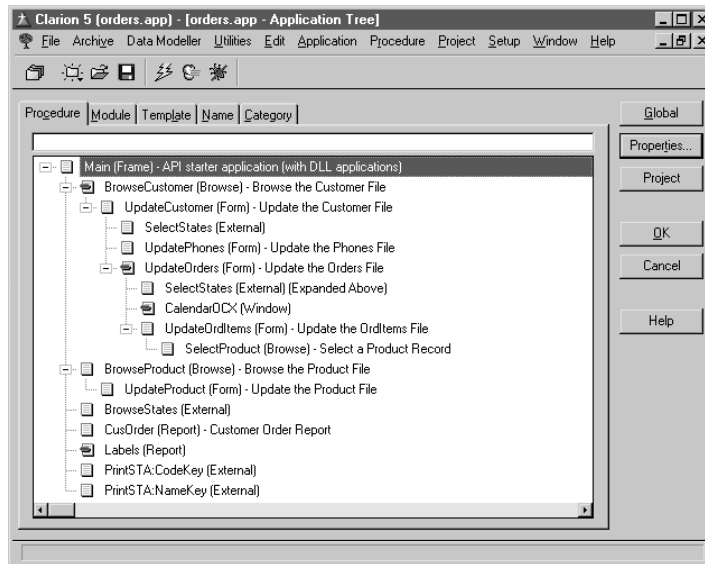 Clarion 5 (orders.app) - [orders.app - Application Tree]
File Archive Data Modeller Utilities Edit Application Procedure Project Setup Window Help
Procedure Module Template Name Category
Global
Properties...
Project
OK
Cancel
Help
Main (Frame) - API starter application (with DLL applications)
BrowseCustomer (Browse) - Browse the Customer File
UpdateCustomer (Form) - Update the Customer File
SelectStates (External)
UpdatePhones (Form) - Update the Phones File
UpdateOrders (Form) - Update the Orders File
SelectStates (External) (Expanded Above)
CalendarOCX (Window)
UpdateOrdItems (Form) - Update the OrdItems File
SelectProduct (Browse) - Select a Product Record
BrowseProduct (Browse) - Browse the Product File
UpdateProduct (Form) - Update the Product File
BrowseStates (External)
CusOrder (Report) - Customer Order Report
Labels (Report)
PrintSTA:CodeKey (External)
PrintSTA:NameKey (External)